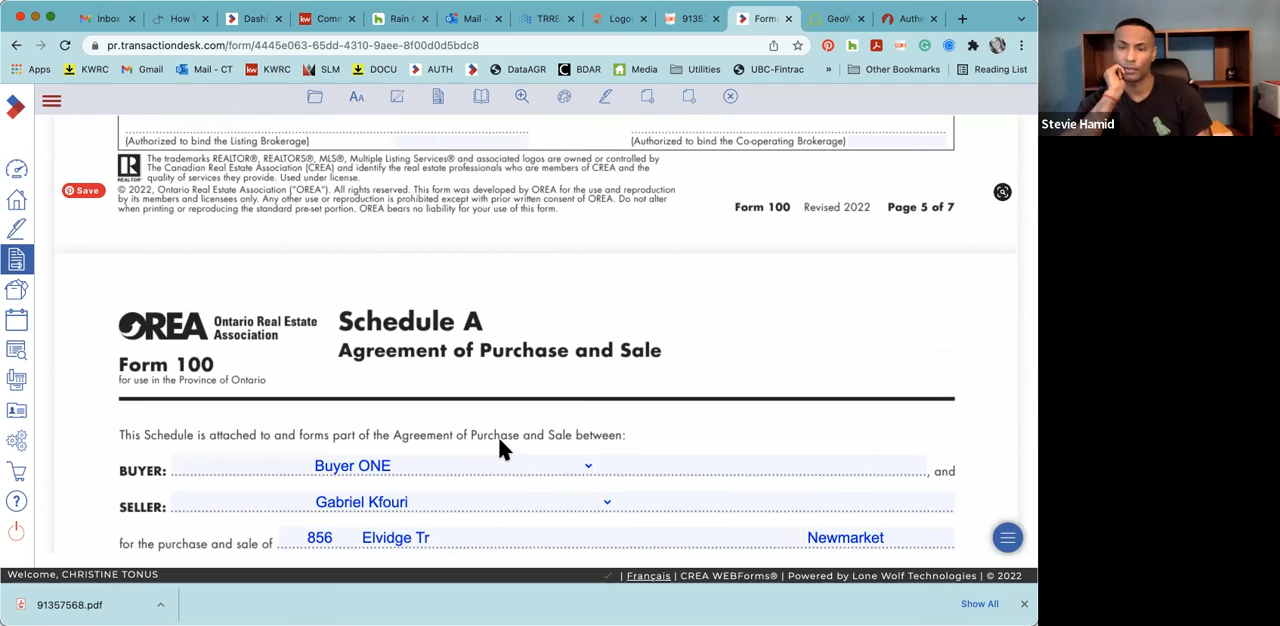 Inbox
How
Dashl
Comn
Rain (
Mail -
TRRE
Logo
91357
Form
GeoW
Authe
pr.transactiondesk.com/form/4445e063-65dd-4310-9aee-8f00d0d5bdc8
Apps KWRC Gmail Mail - CT KWRC SLM DOCU AUTH DataAGR BDAR Media Utilities UBC-Fintrac » Other Bookmarks Reading List
Stevie Hamid
(Authorized to bind the Listing Brokerage) (Authorized to bind the Co-operating Brokerage)
The trademarks REALTOR®, REALTORS®, MLS®, Multiple Listing Services® and associated logos are owned or controlled by
The Canadian Real Estate Association (CREA) and identify the real estate professionals who are members of CREA and the
quality of services they provide. Used under license.
REALTOR
Save
© 2022, Ontario Real Estate Association ("OREA"). All rights reserved. This form was developed by OREA for the use and reproduction
by its members and licensees only. Any other use or reproduction is prohibited except with prior written consent of OREA. Do not alter
when printing or reproducing the standard pre-set portion. OREA bears no liability for your use of this form.
Form 100 Revised 2022 Page 5 of 7
OREA Ontario Real Estate
Association
Form 100
for use in the Province of Ontario
Schedule A
Agreement of Purchase and Sale
This Schedule is attached to and forms part of the Agreement of Purchase and Sale between:
BUYER: Buyer ONE , and
SELLER: Gabriel Kfouri
for the purchase and sale of 856 Elvidge Tr Newmarket
Welcome, CHRISTINE TONUS
| Français | CREA WEBForms® | Powered by Lone Wolf Technologies | © 2022
91357568.pdf
Show All